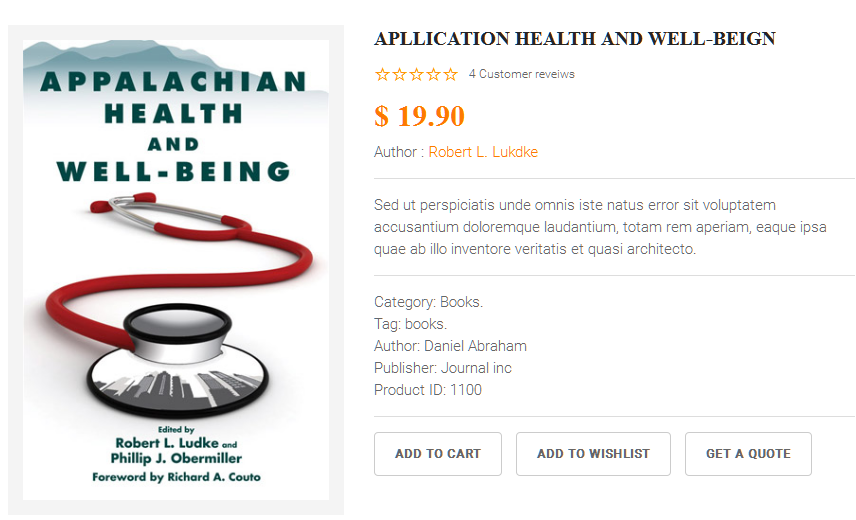 APPALACHIAN
HEALTH
AND
WELL-BEING
Edited by
Robert L. Ludke and
Phillip J. Obermiller
Foreword by Richard A. Couto
APLLICATION HEALTH AND WELL-BEIGN
4 Customer reveiws
$ 19.90
Author : Robert L. Lukdke
Sed ut perspiciatis unde omnis iste natus error sit voluptatem
accusantium doloremque laudantium, totam rem aperiam, eaque ipsa
quae ab illo inventore veritatis et quasi architecto.
Category: Books.
Tag: books.
Author: Daniel Abraham
Publisher: Journal inc
Product ID: 1100
ADD TO CART
ADD TO WISHLIST
GET A QUOTE